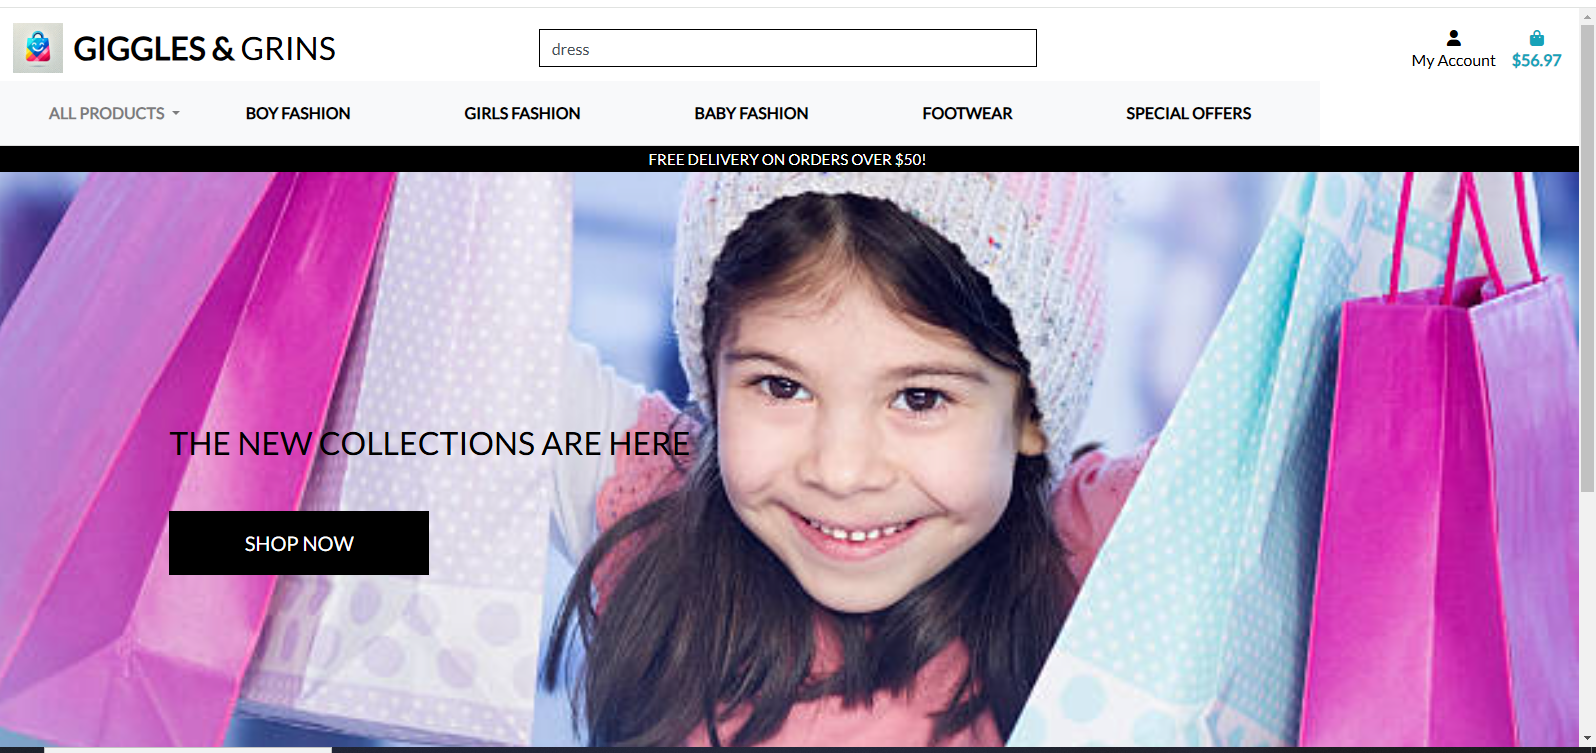 GIGGLES & GRINS
dress
My Account
$56.97
ALL PRODUCTS
BOY FASHION
GIRLS FASHION
BABY FASHION
FOOTWEAR
SPECIAL OFFERS
FREE DELIVERY ON ORDERS OVER $50!
THE NEW COLLECTIONS ARE HERE
SHOP NOW